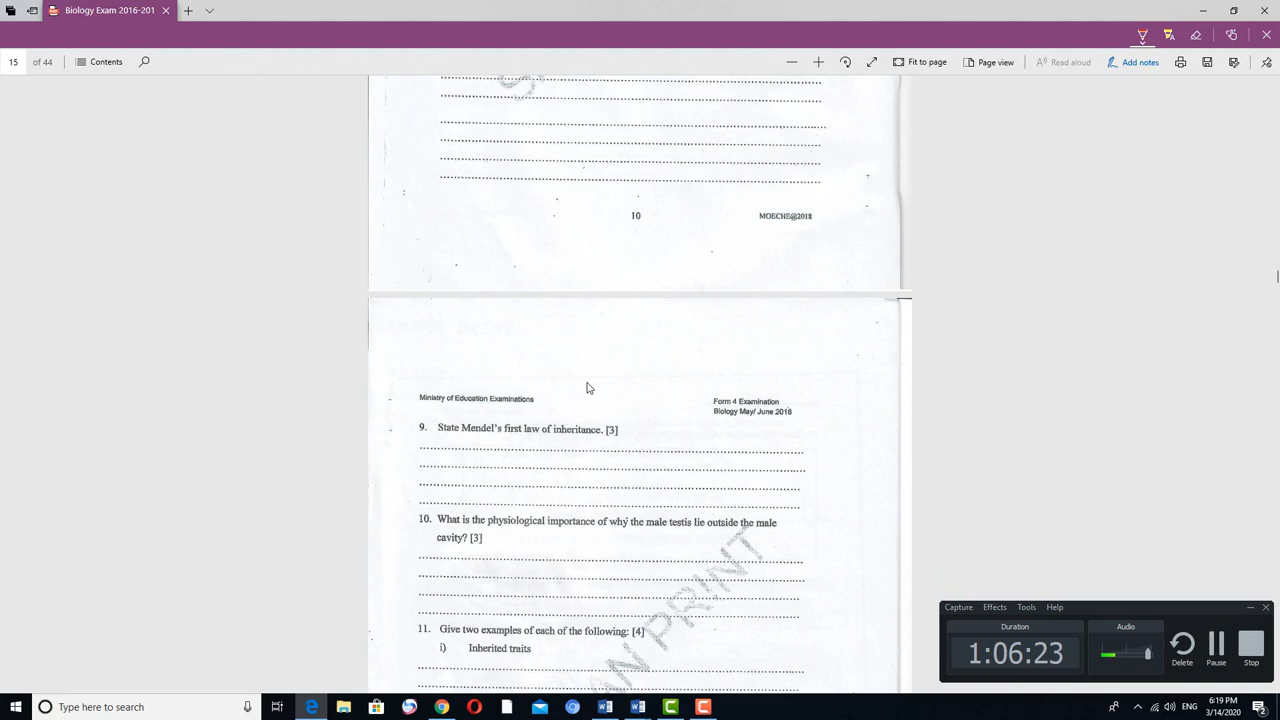 Biology Exam 2016-201
15 of 44 Contents Fit to page Page view Read aloud Add notes
10 MOECHE@2018
Ministry of Education Examinations
Form 4 Examination
Biology May/ June 2018
9. State Mendel's first law of inheritance. [3]
10. What is the physiological importance of why the male testis lie outside the male
cavity? [3]
11. Give two examples of each of the following: [4]
i) Inherited traits
AN PRINT
Capture Effects Tools Help
Duration Audio
1:06:23
Delete Pause Stop
Type here to search
ENG
6:19 PM
3/14/2020